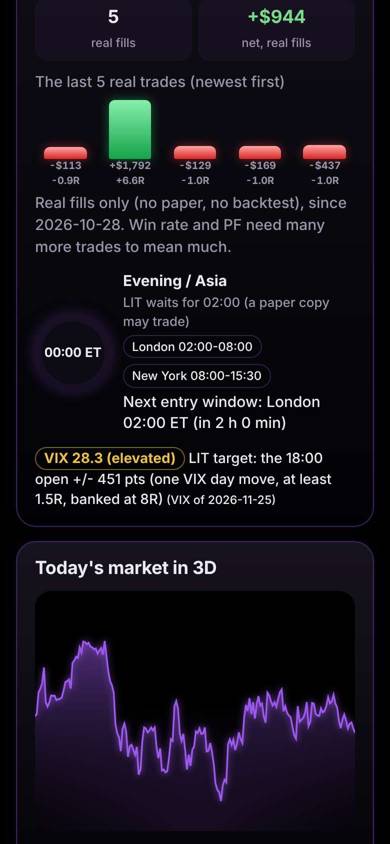 5
real fills
+$944
net, real fills
The last 5 real trades (newest first)
-$113
-0.9R
+$1,792
+6.6R
-$129
-1.0R
-$169
-1.0R
-$437
-1.0R
Real fills only (no paper, no backtest), since
2026-10-28. Win rate and PF need many
more trades to mean much.
00:00 ET
Evening / Asia
LIT waits for 02:00 (a paper copy
may trade)
London 02:00-08:00
New York 08:00-15:30
Next entry window: London
02:00 ET (in 2 h 0 min)
VIX 28.3 (elevated) LIT target: the 18:00
open +/- 451 pts (one VIX day move, at least
1.5R, banked at 8R) (VIX of 2026-11-25)
Today's market in 3D